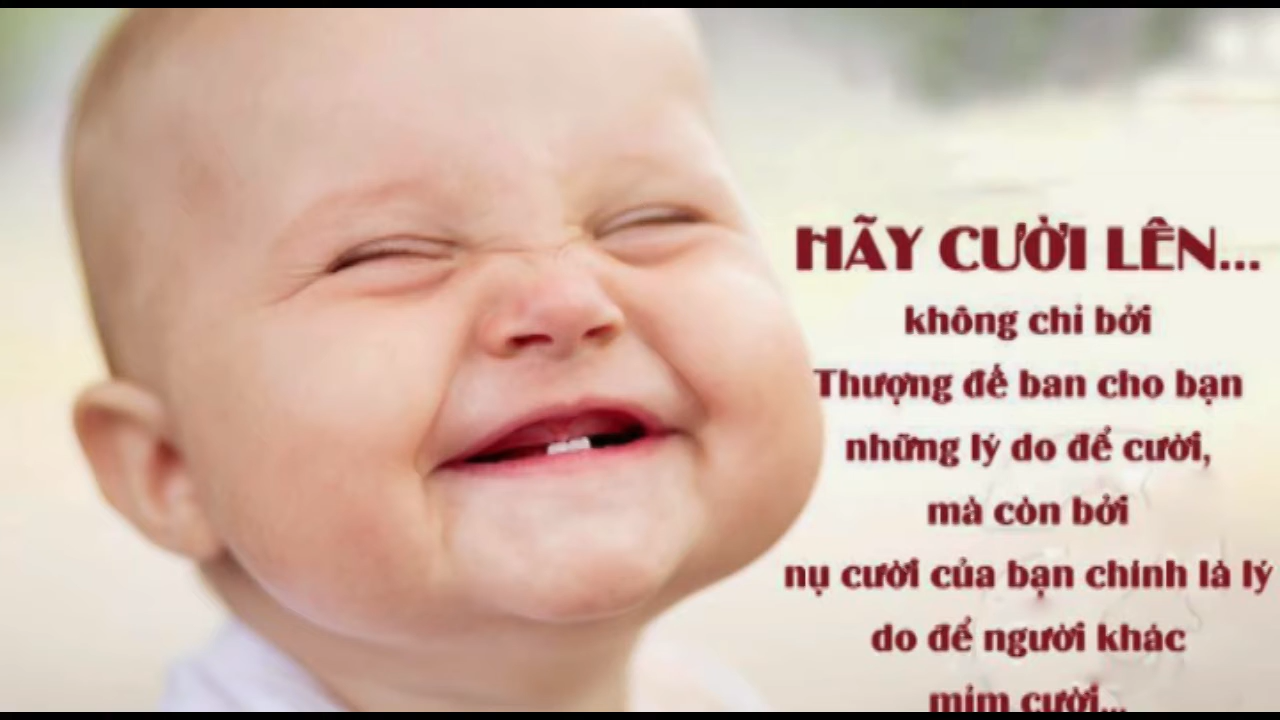 HÃY CƯỜI LÊN...
không chỉ bởi
Thượng đế ban cho bạn
những lý do để cười,
mà còn bởi
nụ cười của bạn chính là lý
do để người khác
mỉm cười...